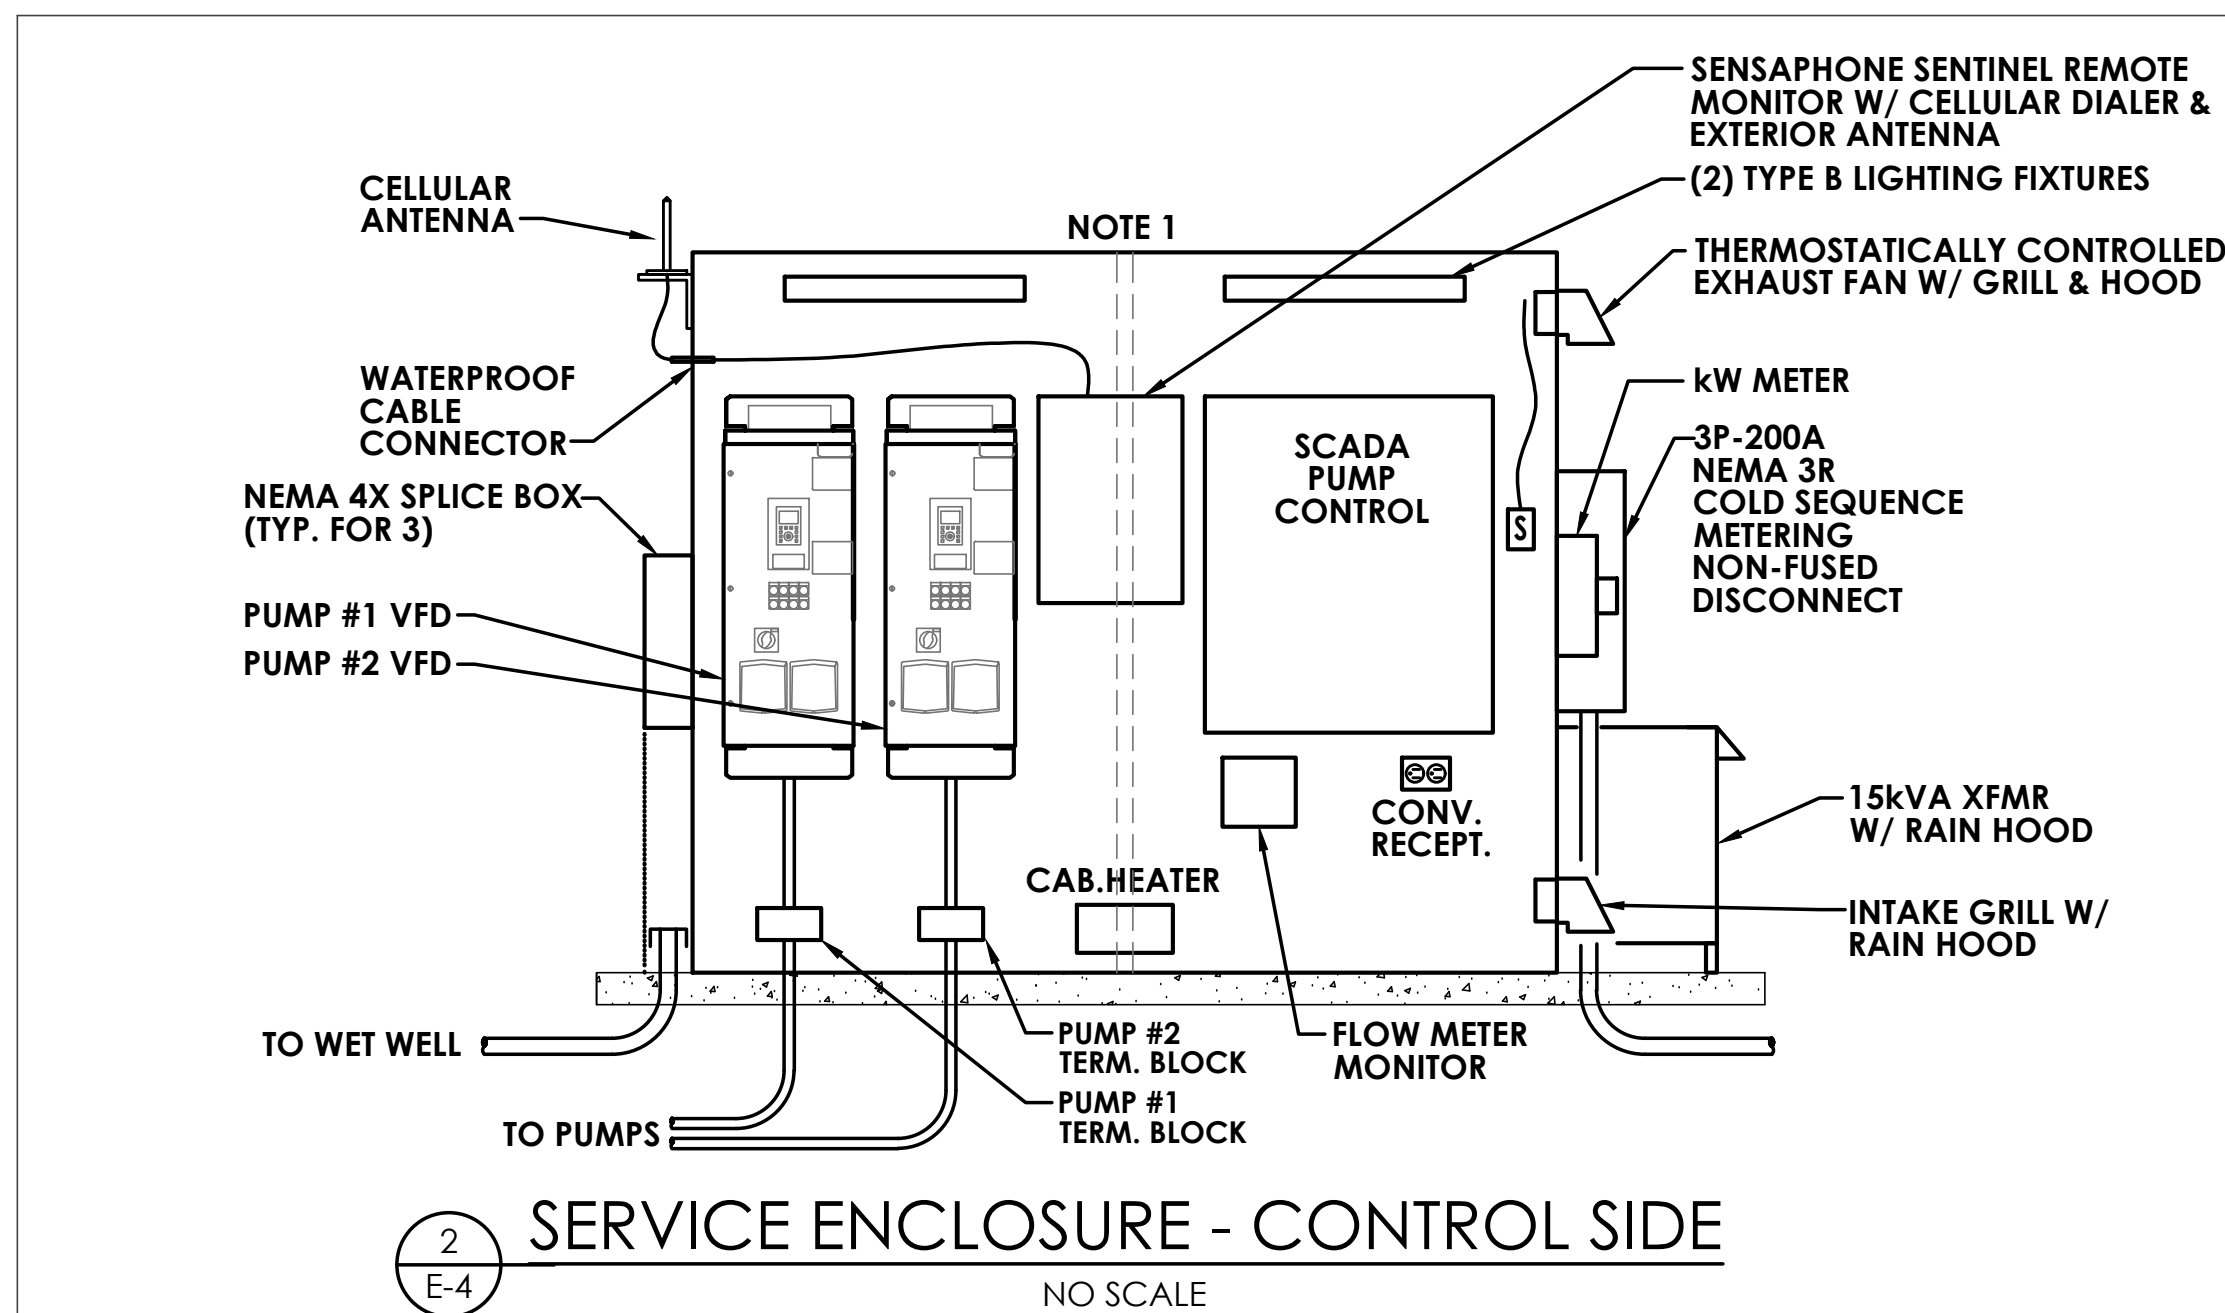 SENSAPHONE SENTINEL REMOTE
MONITOR W/ CELLULAR DIALER &
EXTERIOR ANTENNA
(2) TYPE B LIGHTING FIXTURES
CELLULAR
ANTENNA
NOTE 1
THERMOSTATICALLY CONTROLLED
EXHAUST FAN W/ GRILL & HOOD
WATERPROOF
CABLE
CONNECTOR
kW METER
SCADA
PUMP
CONTROL
3P-200A
NEMA 3R
COLD SEQUENCE
METERING
NON-FUSED
DISCONNECT
NEMA 4X SPLICE BOX
(TYP. FOR 3)
S
PUMP #1 VFD
PUMP #2 VFD
CONV.
RECEPT.
15kVA XFMR
W/ RAIN HOOD
CAB.HEATER
INTAKE GRILL W/
RAIN HOOD
TO WET WELL
PUMP #2
TERM. BLOCK
FLOW METER
MONITOR
PUMP #1
TERM. BLOCK
TO PUMPS
2
E-4
SERVICE ENCLOSURE - CONTROL SIDE
NO SCALE